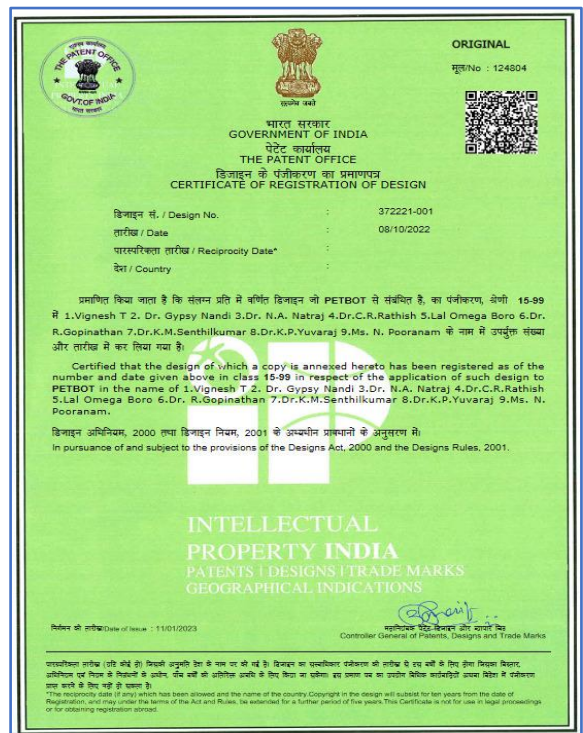 THE PATENT OFFICE
GOVT.OF INDIA
सत्यमेव जयते
ORIGINAL
मूल/No : 124804
भारत सरकार
GOVERNMENT OF INDIA
पेटेंट कार्यालय
THE PATENT OFFICE
डिजाइन के पंजीकरण का प्रमाणपत्र
CERTIFICATE OF REGISTRATION OF DESIGN
डिजाइन सं. / Design No. : 372221-001
तारीख / Date : 08/10/2022
पारस्परिकता तारीख / Reciprocity Date* :
देश / Country :
प्रमाणित किया जाता है कि संलग्न प्रति में वर्णित डिजाइन जो PETBOT से संबंधित है, का पंजीकरण, श्रेणी 15-99
में 1.Vignesh T 2. Dr. Gypsy Nandi 3.Dr. N.A. Natraj 4.Dr.C.R.Rathish 5.Lal Omega Boro 6.Dr.
R.Gopinathan 7.Dr.K.M.Senthilkumar 8.Dr.K.P.Yuvaraj 9.Ms. N. Pooranam के नाम में उपर्युक्त संख्या
और तारीख में कर लिया गया है।
Certified that the design of which a copy is annexed hereto has been registered as of the
number and date given above in class 15-99 in respect of the application of such design to
PETBOT in the name of 1.Vignesh T 2. Dr. Gypsy Nandi 3.Dr. N.A. Natraj 4.Dr.C.R.Rathish
5.Lal Omega Boro 6.Dr. R.Gopinathan 7.Dr.K.M.Senthilkumar 8.Dr.K.P.Yuvaraj 9.Ms. N.
Pooranam.
डिजाइन अधिनियम, 2000 तथा डिजाइन नियम, 2001 के अध्यधीन प्रावधानों के अनुसरण में।
In pursuance of and subject to the provisions of the Designs Act, 2000 and the Designs Rules, 2001.
INTELLECTUAL
PROPERTY INDIA
PATENTS | DESIGNS | TRADE MARKS
GEOGRAPHICAL INDICATIONS
Date of Issue : 11/01/2023
महानियंत्रक पेटेंट, डिजाइन और व्यापार चिह्न
Controller General of Patents, Designs and Trade Marks
*The reciprocity date (if any) which has been allowed and the name of the country. Copyright in the design will subsist for ten years from the date of
Registration, and may under the terms of the Act and Rules, be extended for a further period of five years. This Certificate is not for use in legal proceedings
or for obtaining registration abroad.